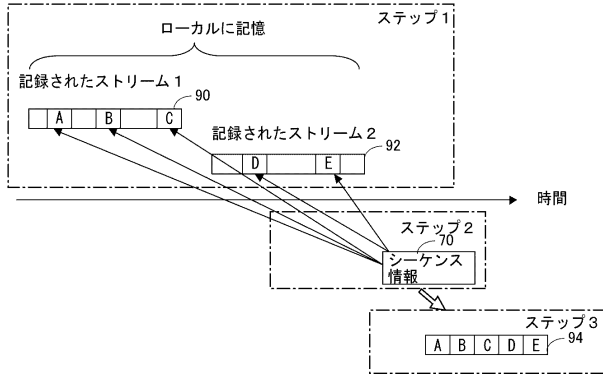 ステップ1
ローカルに記憶
記録されたストリーム1
90
A B C
記録されたストリーム2
92
D E
時間
ステップ2
70
シーケンス
情報
ステップ3
A B C D E
94